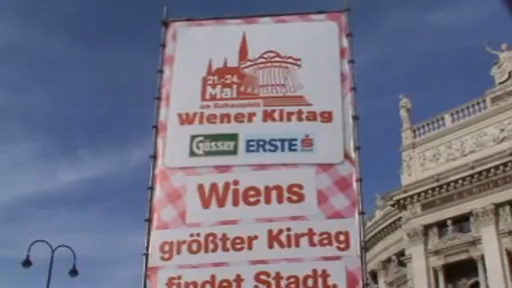 21.-24.
Mai
am Rathausplatz
Wiener Kirtag
Gösser
ERSTE
Wiens
größter Kirtag
findet Stadt.